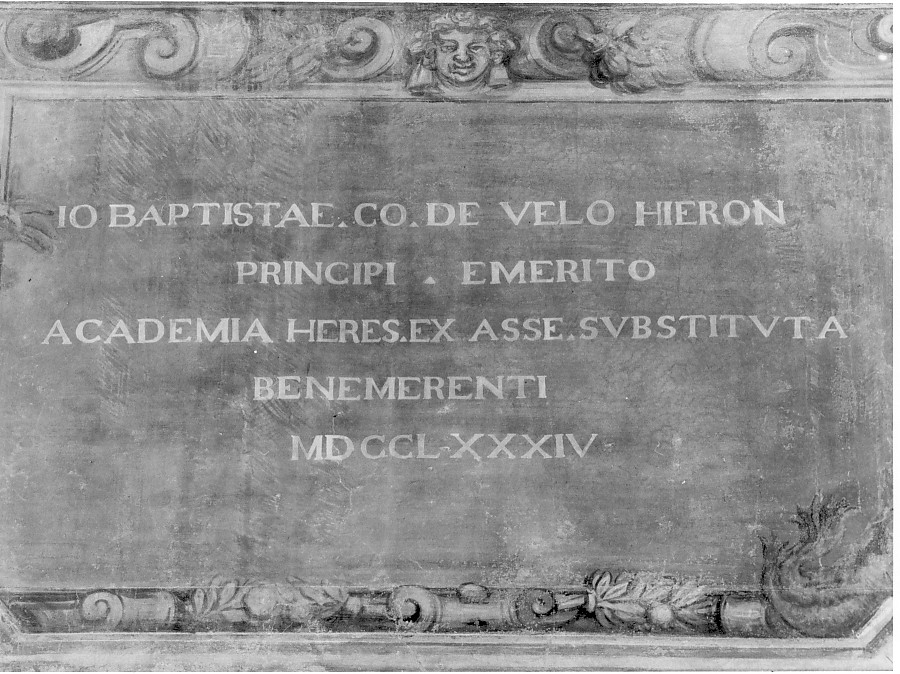 IO BAPTISTAE.CO.DE VELO HIERON
PRINCIPI . EMERITO
ACADEMIA HERES.EX ASSE.SVBSTITVTA
BENEMERENTI
MDCCL-XXXIV